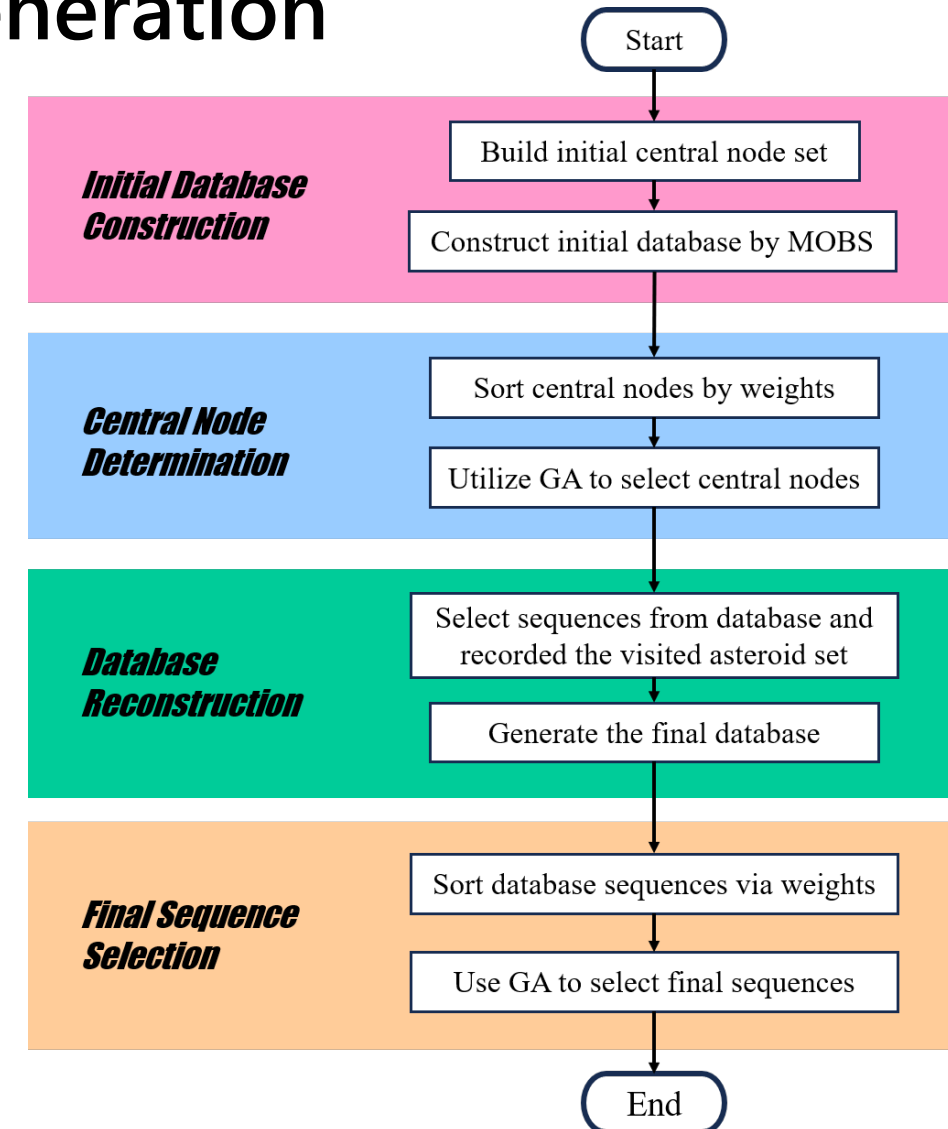 Start
Initial Database
Construction
Build initial central node set
Construct initial database by MOBS
Central Node
Determination
Sort central nodes by weights
Utilize GA to select central nodes
Database
Reconstruction
Select sequences from database and
recorded the visited asteroid set
Generate the final database
Final Sequence
Selection
Sort database sequences via weights
Use GA to select final sequences
End